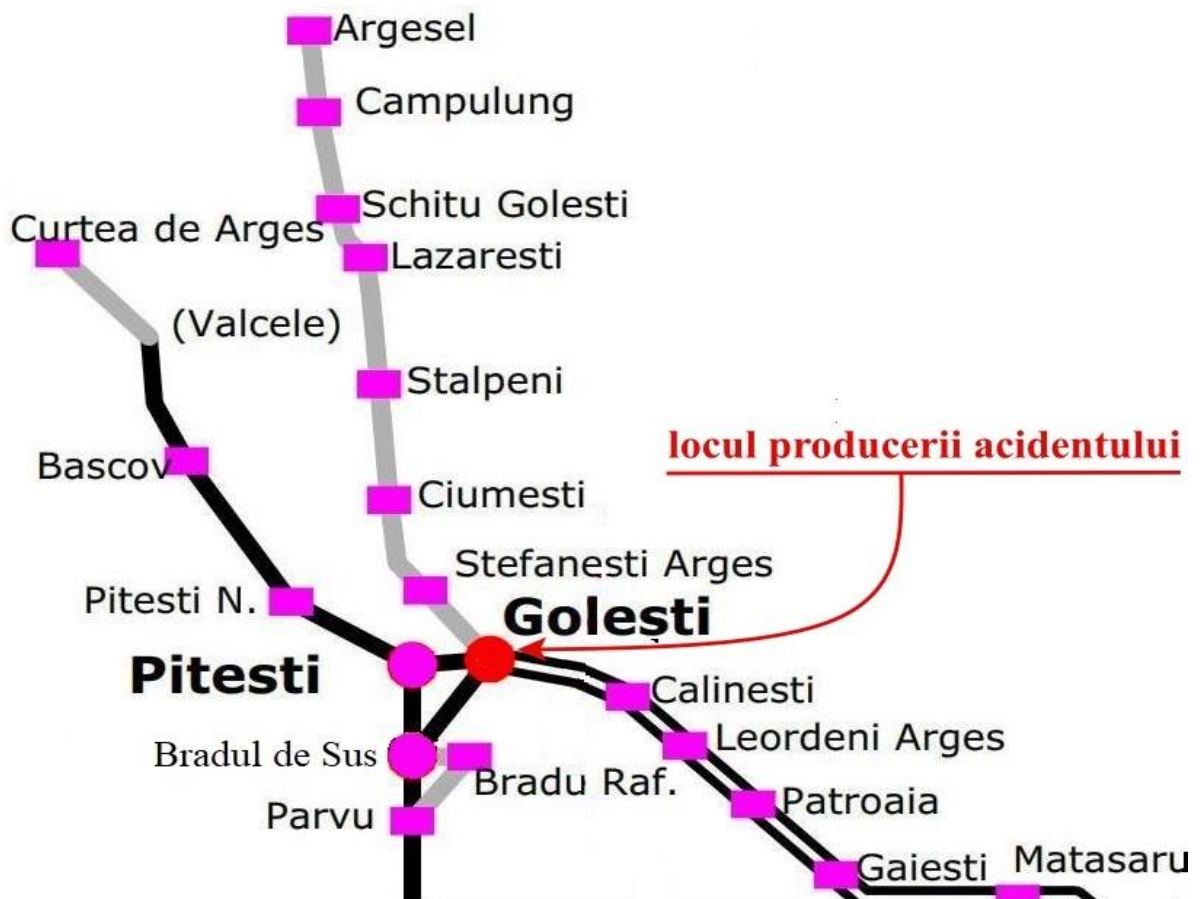 Argesel
Campulung
Schitu Golesti
Curtea de Arges
Lazaresti
(Valcele)
Stalpeni
locul producerii acidentului
Bascov
Ciumesti
Stefanesti Arges
Pitesti N.
Golesti
Pitesti
Calinesti
Leordeni Arges
Bradul de Sus
Bradu Raf.
Patroaia
Parvu
Gaiesti
Matasaru